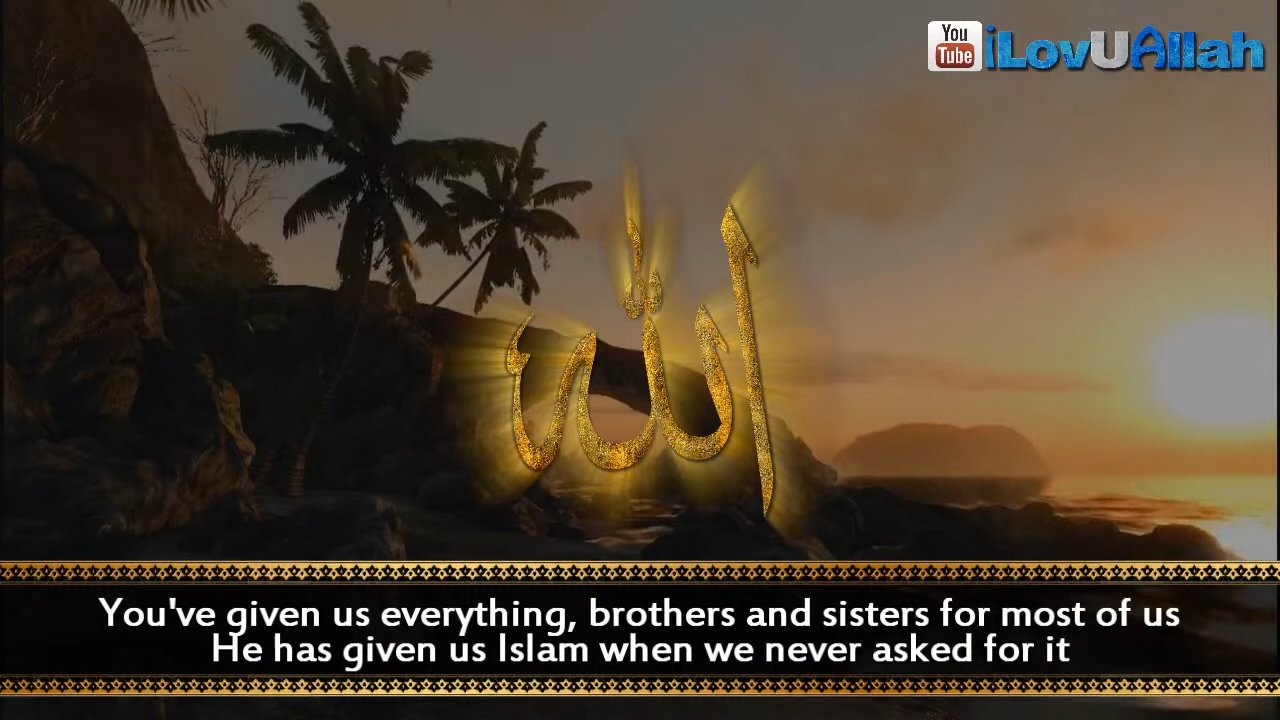 You
Tube
iLovUAllah
الله
You've given us everything, brothers and sisters for most of us
He has given us Islam when we never asked for it